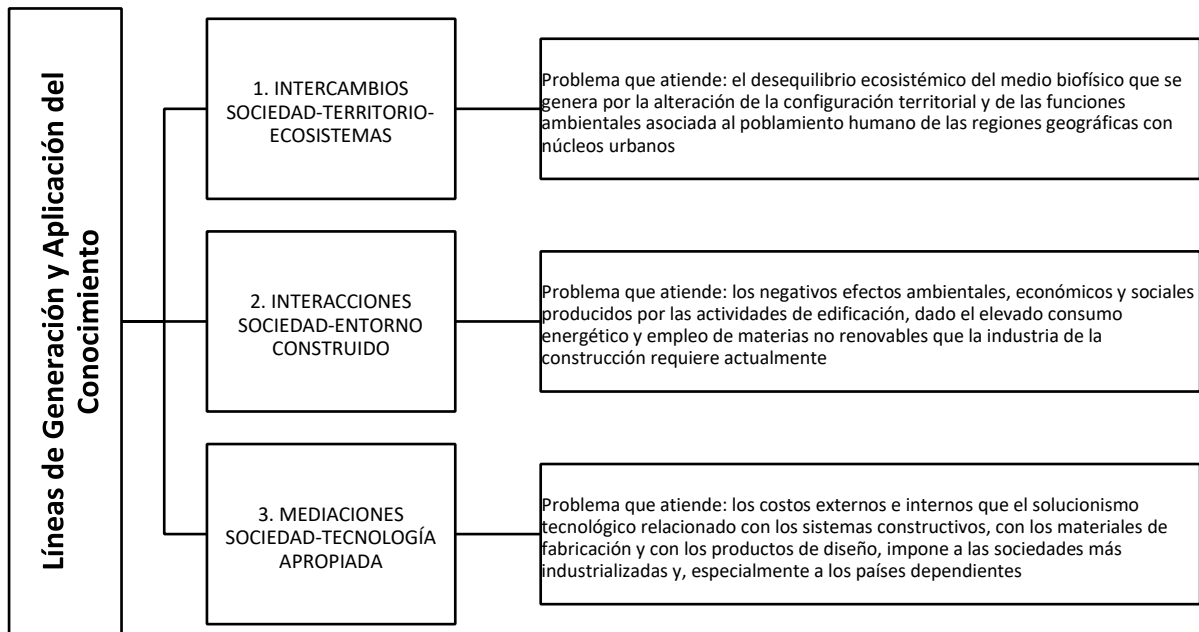 Líneas de Generación y Aplicación del
Conocimiento
1. INTERCAMBIOS
SOCIEDAD-TERRITORIO-
ECOSISTEMAS
Problema que atiende: el desequilibrio ecosistémico del medio biofísico que se
genera por la alteración de la configuración territorial y de las funciones
ambientales asociada al poblamiento humano de las regiones geográficas con
núcleos urbanos
2. INTERACCIONES
SOCIEDAD-ENTORNO
CONSTRUIDO
Problema que atiende: los negativos efectos ambientales, económicos y sociales
producidos por las actividades de edificación, dado el elevado consumo
energético y empleo de materias no renovables que la industria de la
construcción requiere actualmente
3. MEDIACIONES
SOCIEDAD-TECNOLOGÍA
APROPIADA
Problema que atiende: los costos externos e internos que el solucionismo
tecnológico relacionado con los sistemas constructivos, con los materiales de
fabricación y con los productos de diseño, impone a las sociedades más
industrializadas y, especialmente a los países dependientes